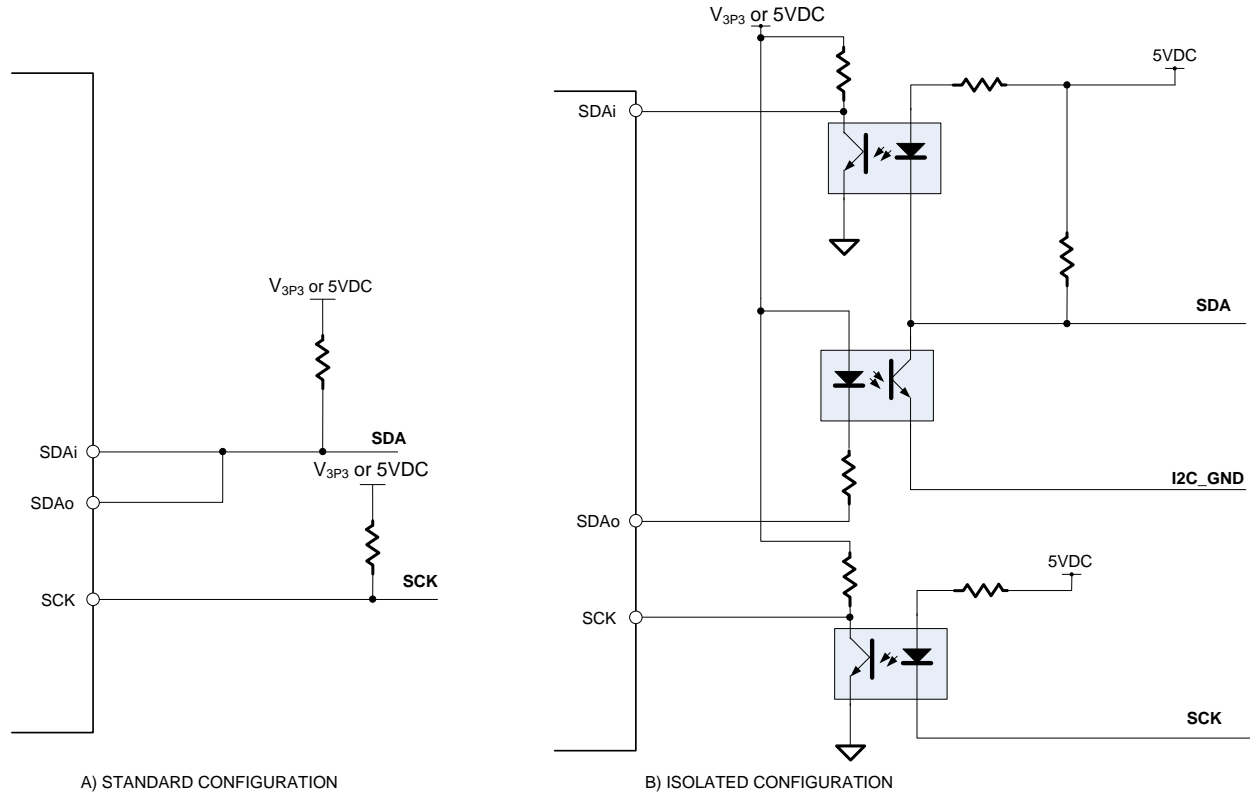 V3P3 or 5VDC
SDAi
SDAo
SCK
SDA
V3P3 or 5VDC
SCK
A) STANDARD CONFIGURATION
V3P3 or 5VDC
5VDC
SDAi
SDA
I2C_GND
SDAo
5VDC
SCK
SCK
B) ISOLATED CONFIGURATION